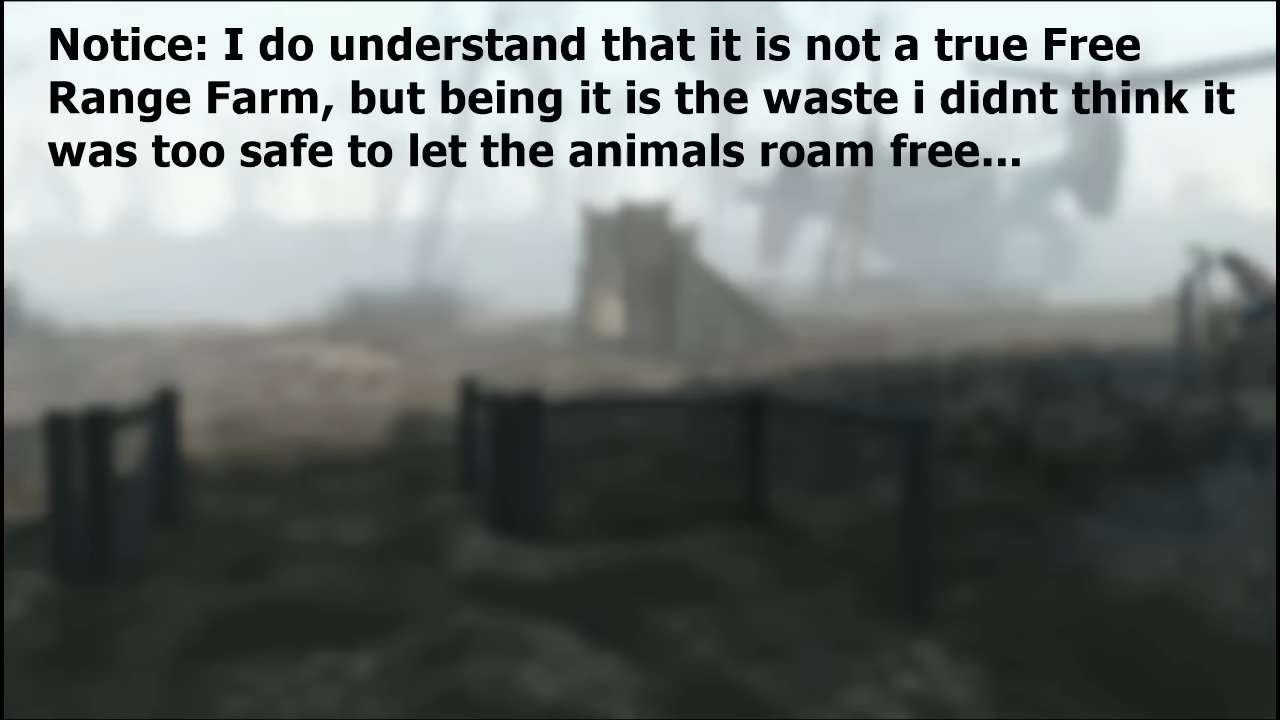 Notice: I do understand that it is not a true Free
Range Farm, but being it is the waste i didnt think it
was too safe to let the animals roam free...